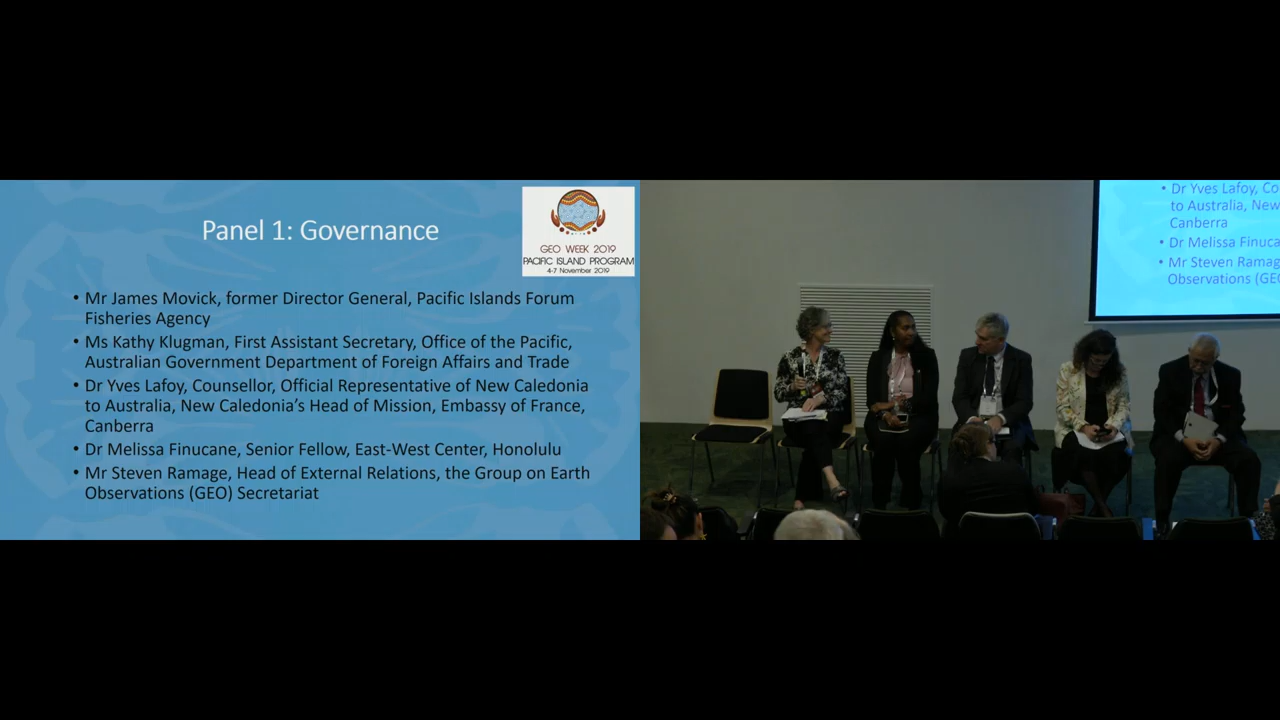 Panel 1: Governance
GEO WEEK 2019
PACIFIC ISLAND PROGRAM
4-7 November 2019
• Mr James Movick, former Director General, Pacific Islands Forum
Fisheries Agency
• Ms Kathy Klugman, First Assistant Secretary, Office of the Pacific,
Australian Government Department of Foreign Affairs and Trade
• Dr Yves Lafoy, Counsellor, Official Representative of New Caledonia
to Australia, New Caledonia’s Head of Mission, Embassy of France,
Canberra
• Dr Melissa Finucane, Senior Fellow, East-West Center, Honolulu
• Mr Steven Ramage, Head of External Relations, the Group on Earth
Observations (GEO) Secretariat
• Dr Yves Lafoy, Co
to Australia, New
Canberra
• Dr Melissa Finuca
• Mr Steven Ramag
Observations (GEO